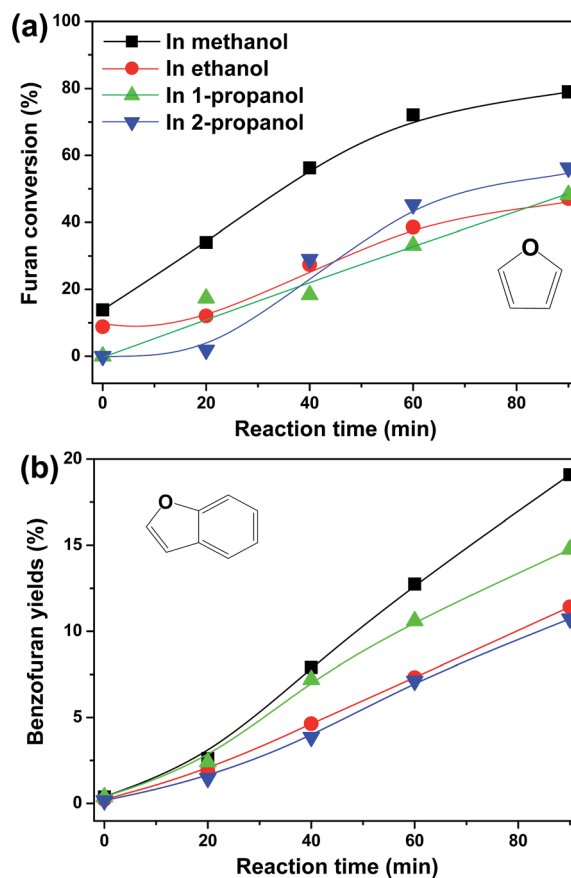 (a)
In methanol
In ethanol
In 1-propanol
In 2-propanol
Furan conversion (%)
100
80
60
40
20
0
O
0 20 40 60 80
Reaction time (min)
(b)
Benzofuran yields (%)
20
15
10
5
0
O
0 20 40 60 80
Reaction time (min)